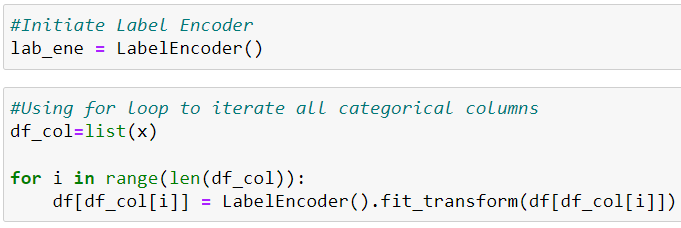 #Initiate Label Encoder
lab_ene = LabelEncoder()
#Using for loop to iterate all categorical columns
df_col=list(x)
for i in range(len(df_col)):
    df[df_col[i]] = LabelEncoder().fit_transform(df[df_col[i]])